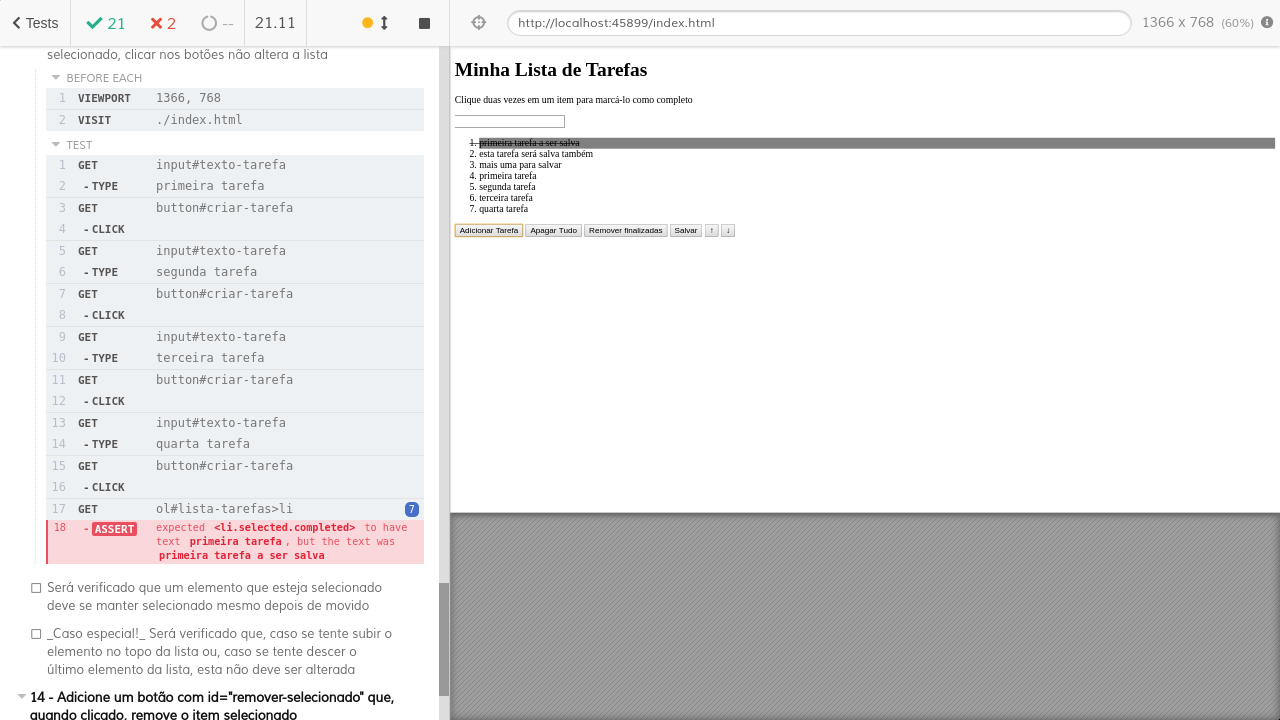 Tests
21
2
--
21.11
http://localhost:45899/index.html
1366 x 768 (60%)
selecionado, clicar nos botões não altera a lista
BEFORE EACH
1 VIEWPORT 1366, 768
2 VISIT ./index.html
TEST
1 GET input#texto-tarefa
2 -TYPE primeira tarefa
3 GET button#criar-tarefa
4 -CLICK
5 GET input#texto-tarefa
6 -TYPE segunda tarefa
7 GET button#criar-tarefa
8 -CLICK
9 GET input#texto-tarefa
10 -TYPE terceira tarefa
11 GET button#criar-tarefa
12 -CLICK
13 GET input#texto-tarefa
14 -TYPE quarta tarefa
15 GET button#criar-tarefa
16 -CLICK
17 GET ol#lista-tarefas>li 7
18 -ASSERT expected <li.selected.completed> to have
text primeira tarefa, but the text was
primeira tarefa a ser salva
Será verificado que um elemento que esteja selecionado
deve se manter selecionado mesmo depois de movido
_Caso especial!_ Será verificado que, caso se tente subir o
elemento no topo da lista ou, caso se tente descer o
último elemento da lista, esta não deve ser alterada
14 - Adicione um botão com id="remover-selecionado" que,
quando clicado, remove o item selecionado
Minha Lista de Tarefas
Clique duas vezes em um item para marcá-lo como completo
1. primeira tarefa a ser salva
2. esta tarefa será salva também
3. mais uma para salvar
4. primeira tarefa
5. segunda tarefa
6. terceira tarefa
7. quarta tarefa
Adicionar Tarefa Apagar Tudo Remover finalizadas Salvar ↑ ↓